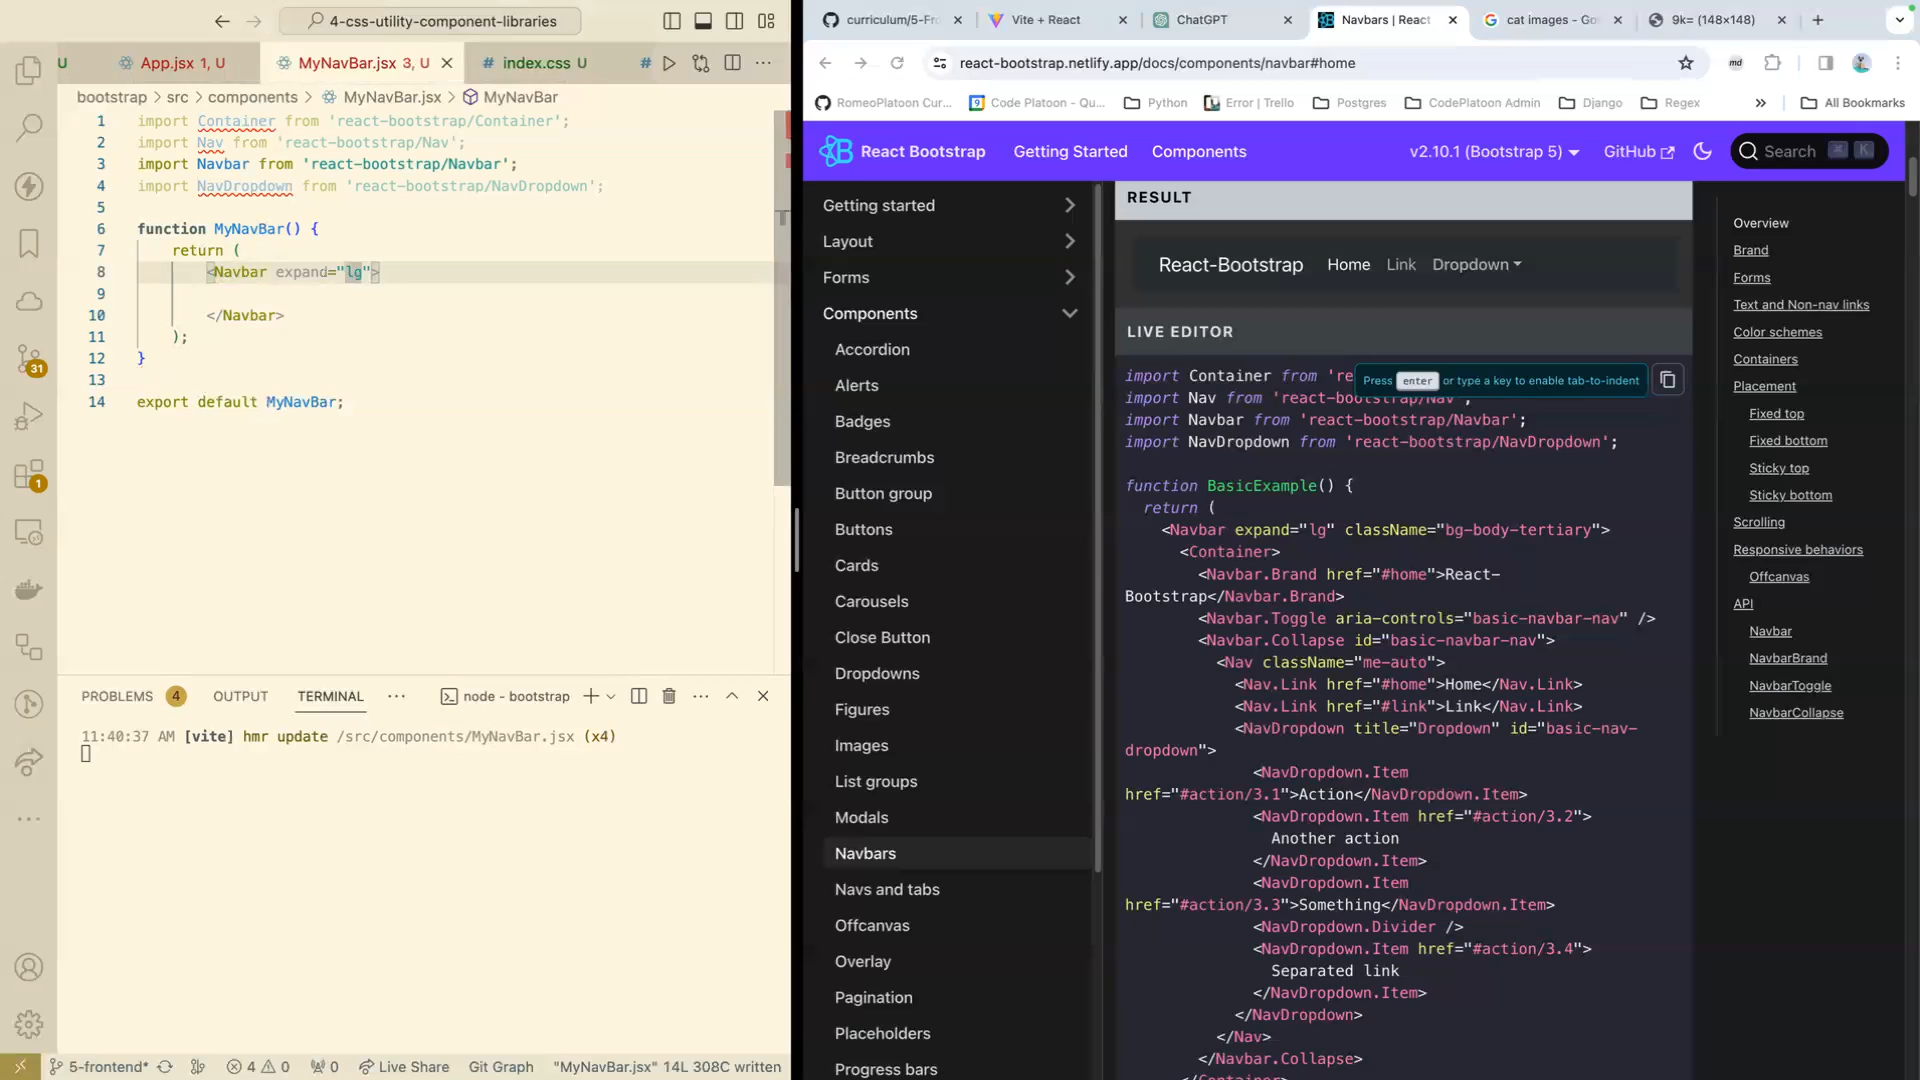 4-css-utility-component-libraries
U
App.jsx 1, U
MyNavBar.jsx 3, U
# index.css U
#
bootstrap > src > components > MyNavBar.jsx > MyNavBar
1 import Container from 'react-bootstrap/Container';
2 import Nav from 'react-bootstrap/Nav';
3 import Navbar from 'react-bootstrap/Navbar';
4 import NavDropdown from 'react-bootstrap/NavDropdown';
5
6 function MyNavBar() {
7 return (
8 <Navbar expand="lg">
9
10 </Navbar>
11 );
12 }
13
14 export default MyNavBar;
31
1
PROBLEMS 4 OUTPUT TERMINAL ··· node - bootstrap
11:40:37 AM [vite] hmr update /src/components/MyNavBar.jsx (x4)
5-frontend* 4 0 0 Live Share Git Graph "MyNavBar.jsx" 14L 308C written
curriculum/5-Fro
Vite + React
ChatGPT
Navbars | React
cat images - Go
9k= (148×148)
react-bootstrap.netlify.app/docs/components/navbar#home
md
RomeoPlatoon Cur...
Code Platoon - Qu...
Python
Error | Trello
Postgres
CodePlatoon Admin
Django
Regex
»
All Bookmarks
React Bootstrap
Getting Started
Components
v2.10.1 (Bootstrap 5)
GitHub
Search ⌘ K
Getting started
Layout
Forms
Components
Accordion
Alerts
Badges
Breadcrumbs
Button group
Buttons
Cards
Carousels
Close Button
Dropdowns
Figures
Images
List groups
Modals
Navbars
Navs and tabs
Offcanvas
Overlay
Pagination
Placeholders
Progress bars
RESULT
React-Bootstrap Home Link Dropdown
LIVE EDITOR
Press enter or type a key to enable tab-to-indent
import Container from 're
import Nav from 'react-bootstrap/Nav';
import Navbar from 'react-bootstrap/Navbar';
import NavDropdown from 'react-bootstrap/NavDropdown';
function BasicExample() {
return (
<Navbar expand="lg" className="bg-body-tertiary">
<Container>
<Navbar.Brand href="#home">React-
Bootstrap</Navbar.Brand>
<Navbar.Toggle aria-controls="basic-navbar-nav" />
<Navbar.Collapse id="basic-navbar-nav">
<Nav className="me-auto">
<Nav.Link href="#home">Home</Nav.Link>
<Nav.Link href="#link">Link</Nav.Link>
<NavDropdown title="Dropdown" id="basic-nav-
dropdown">
<NavDropdown.Item
href="#action/3.1">Action</NavDropdown.Item>
<NavDropdown.Item href="#action/3.2">
Another action
</NavDropdown.Item>
<NavDropdown.Item
href="#action/3.3">Something</NavDropdown.Item>
<NavDropdown.Divider />
<NavDropdown.Item href="#action/3.4">
Separated link
</NavDropdown.Item>
</NavDropdown>
</Nav>
</Navbar.Collapse>
</Container>
Overview
Brand
Forms
Text and Non-nav links
Color schemes
Containers
Placement
Fixed top
Fixed bottom
Sticky top
Sticky bottom
Scrolling
Responsive behaviors
Offcanvas
API
Navbar
NavbarBrand
NavbarToggle
NavbarCollapse